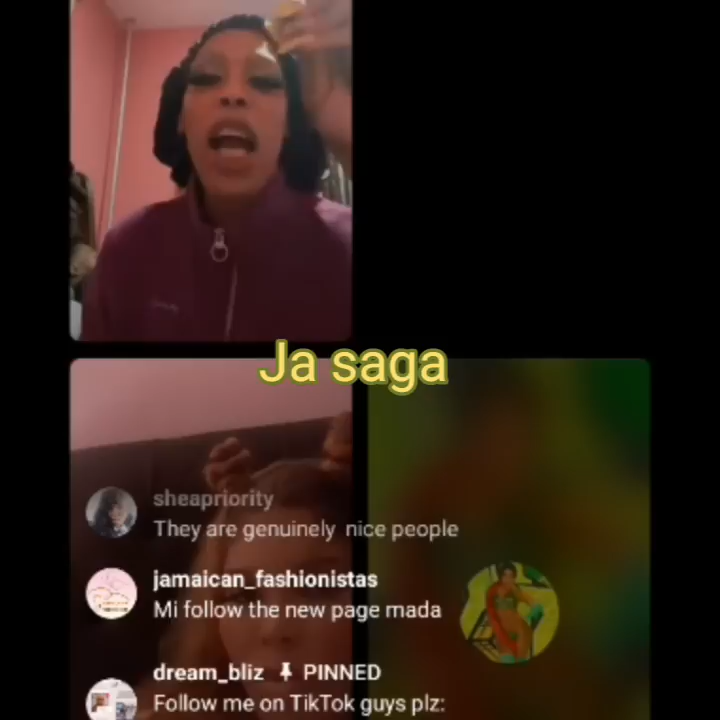 Ja saga
sheapriority
They are genuinely nice people
jamaican_fashionistas
Mi follow the new page mada
dream_bliz PINNED
Follow me on TikTok guys plz: